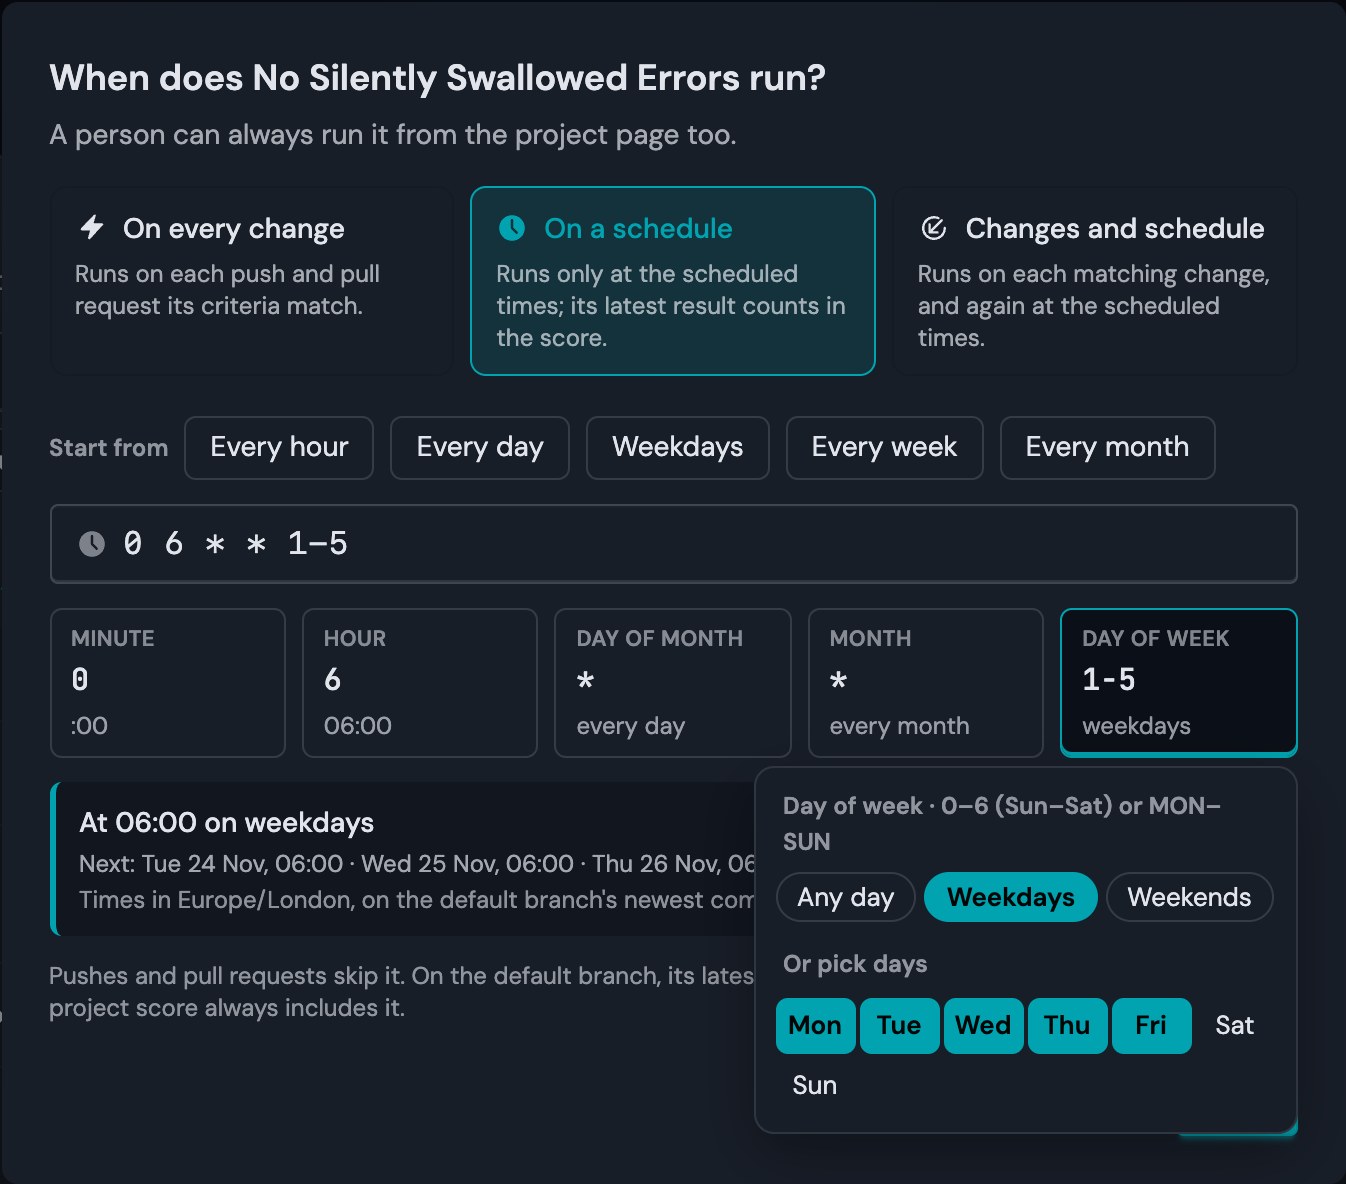 When does No Silently Swallowed Errors run?
A person can always run it from the project page too.
On every change
Runs on each push and pull
request its criteria match.
On a schedule
Runs only at the scheduled
times; its latest result counts in
the score.
Changes and schedule
Runs on each matching change,
and again at the scheduled
times.
Start from
Every hour
Every day
Weekdays
Every week
Every month
0 6 * * 1–5
MINUTE
0
:00
HOUR
6
06:00
DAY OF MONTH
*
every day
MONTH
*
every month
DAY OF WEEK
1-5
weekdays
At 06:00 on weekdays
Next: Tue 24 Nov, 06:00 · Wed 25 Nov, 06:00 · Thu 26 Nov, 06
Times in Europe/London, on the default branch's newest com
Pushes and pull requests skip it. On the default branch, its lates
project score always includes it.
Day of week · 0–6 (Sun–Sat) or MON–
SUN
Any day
Weekdays
Weekends
Or pick days
Mon
Tue
Wed
Thu
Fri
Sat
Sun